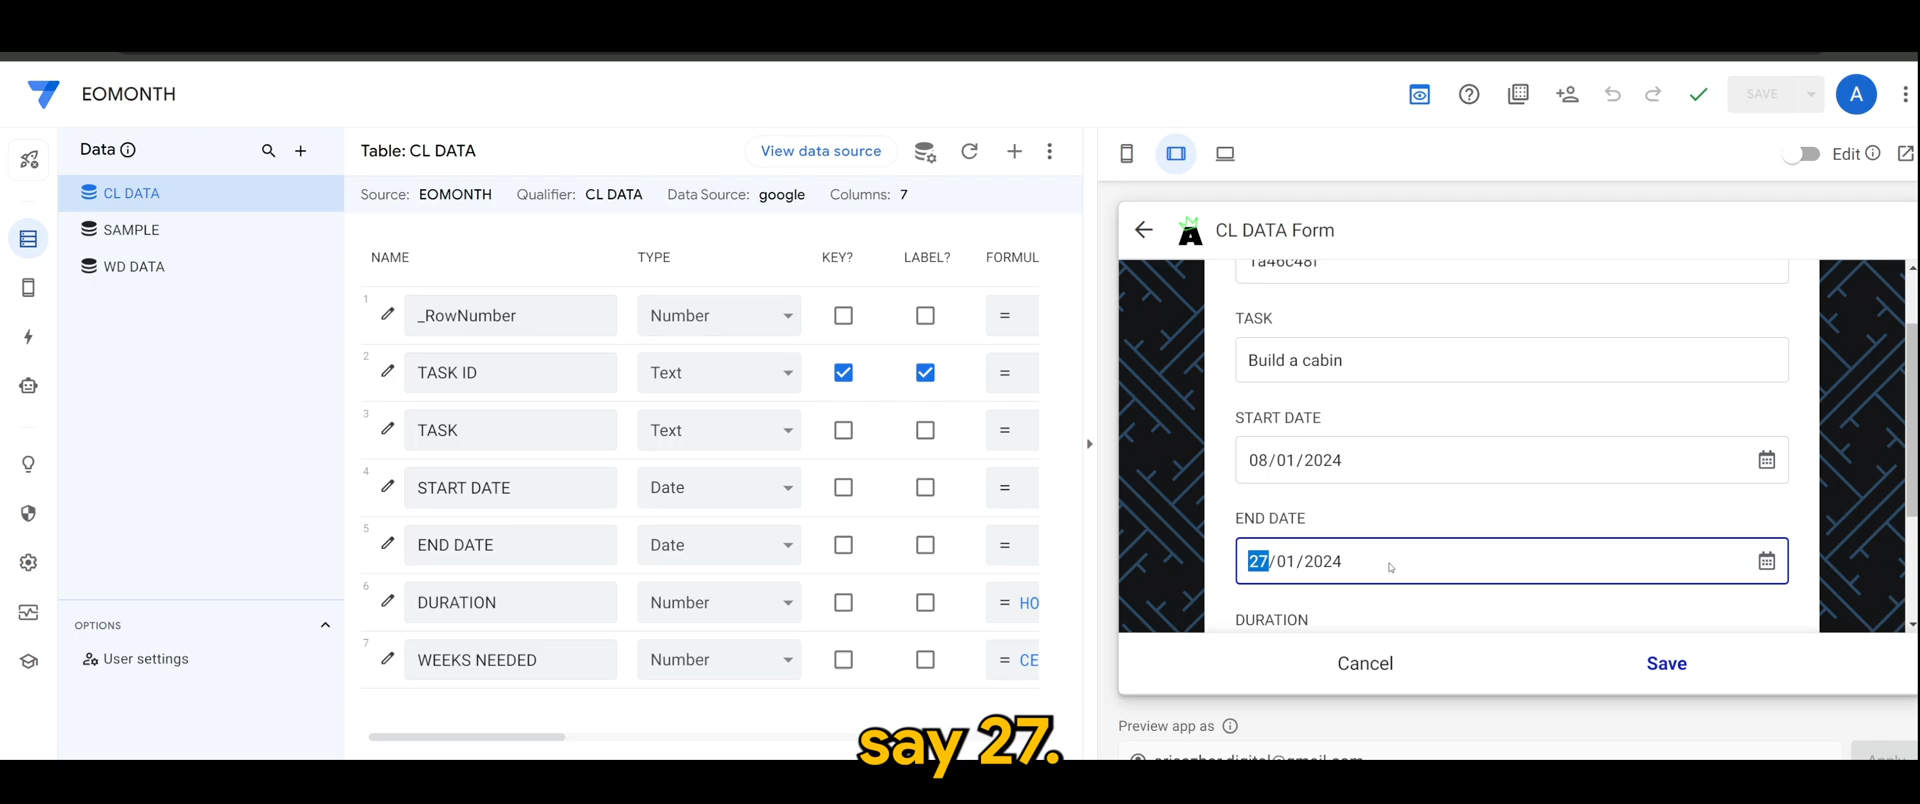 EOMONTH
SAVE
A
Data
CL DATA
SAMPLE
WD DATA
OPTIONS
User settings
Table: CL DATA
View data source
Source: EOMONTH Qualifier: CL DATA Data Source: google Columns: 7
NAME TYPE KEY? LABEL? FORMUL
1 _RowNumber Number =
2 TASK ID Text =
3 TASK Text =
4 START DATE Date =
5 END DATE Date =
6 DURATION Number = HO
7 WEEKS NEEDED Number = CE
Edit
CL DATA Form
1a46c48f
TASK
Build a cabin
START DATE
08/01/2024
END DATE
27/01/2024
DURATION
Cancel Save
Preview app as
Apply
say 27.